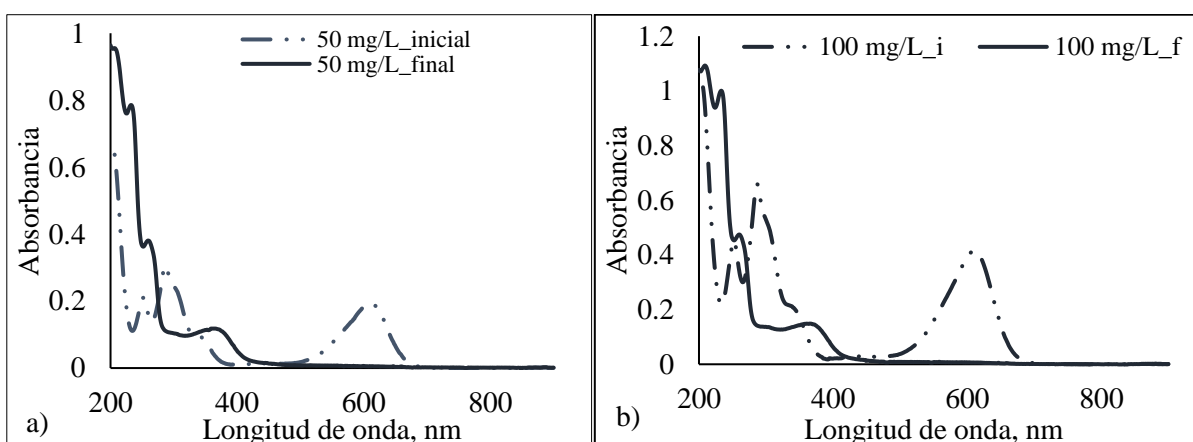 1
0.8
0.6
0.4
0.2
0
Absorbancia
50 mg/L_inicial
50 mg/L_final
200 400 600 800
Longitud de onda, nm
a)
1.2
1
0.8
0.6
0.4
0.2
0
Absorbancia
100 mg/L_i 100 mg/L_f
200 400 600 800
Longitud de onda, nm
b)